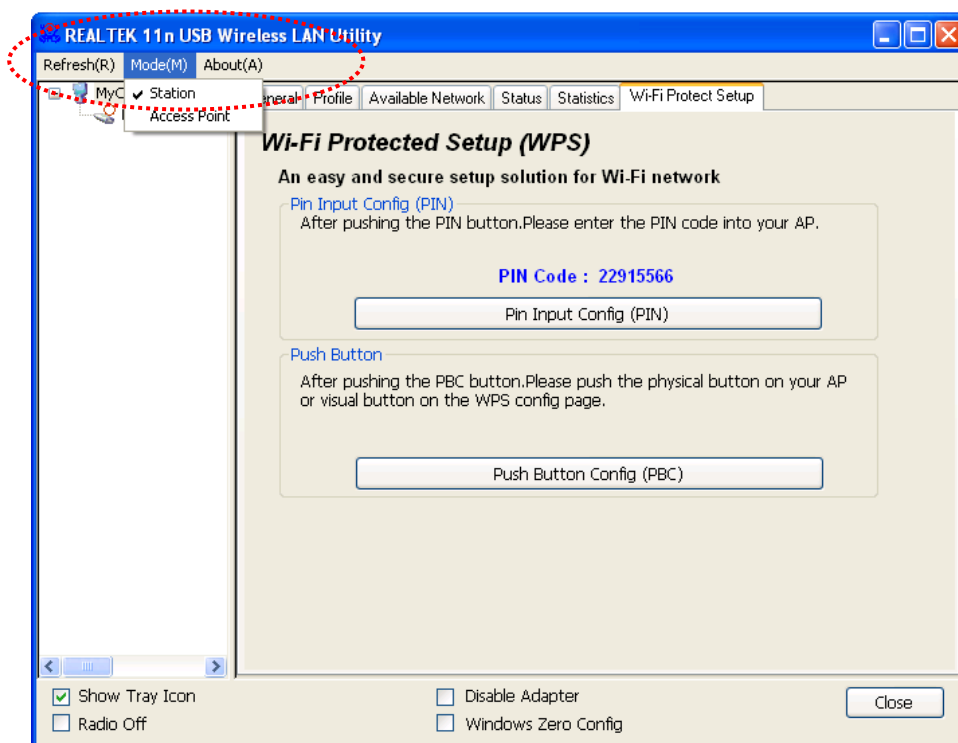 REALTEK 11n USB Wireless LAN Utility
Refresh(R) Mode(M) About(A)
Station
Access Point
Profile Available Network Status Statistics Wi-Fi Protect Setup
Wi-Fi Protected Setup (WPS)
An easy and secure setup solution for Wi-Fi network
Pin Input Config (PIN)
After pushing the PIN button.Please enter the PIN code into your AP.
PIN Code : 22915566
Pin Input Config (PIN)
Push Button
After pushing the PBC button.Please push the physical button on your AP
or visual button on the WPS config page.
Push Button Config (PBC)
Show Tray Icon
Disable Adapter
Close
Radio Off
Windows Zero Config